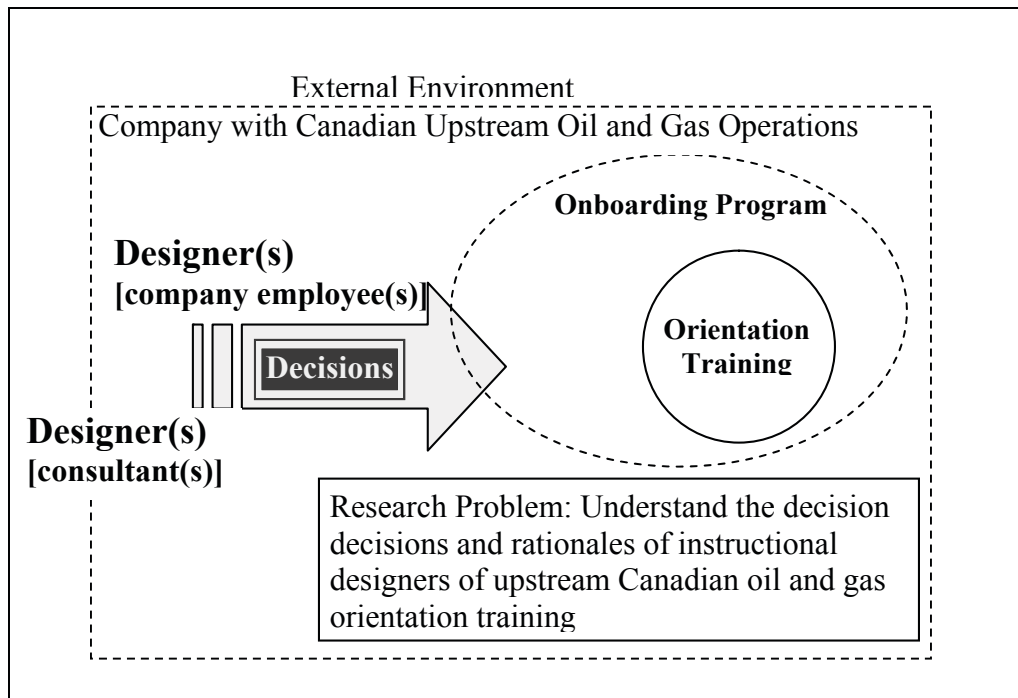 External Environment
Company with Canadian Upstream Oil and Gas Operations
Onboarding Program
Designer(s)
[company employee(s)]
Decisions
Orientation
Training
Designer(s)
[consultant(s)]
Research Problem: Understand the decision
decisions and rationales of instructional
designers of upstream Canadian oil and gas
orientation training